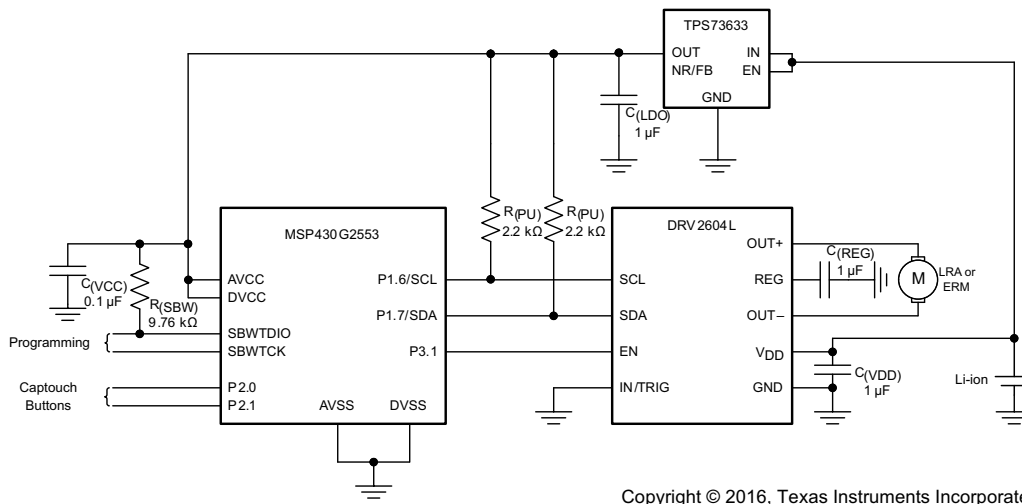 TPS73633
OUT
IN
NR/FB
EN
GND
C(LDO)
1 µF
R(PU)
2.2 kΩ
R(PU)
2.2 kΩ
MSP430G2553
DRV2604L
OUT+
C(REG)
1 µF
C(VCC)
0.1 µF
R(SBW)
9.76 kΩ
AVCC
DVCC
P1.6/SCL
SCL
REG
M
LRA or
ERM
P1.7/SDA
SDA
OUT–
Programming
SBWTDIO
SBWTCK
P3.1
EN
VDD
C(VDD)
1 µF
Li-ion
Captouch
Buttons
P2.0
P2.1
IN/TRIG
GND
AVSS
DVSS
Copyright © 2016, Texas Instruments Incorporate